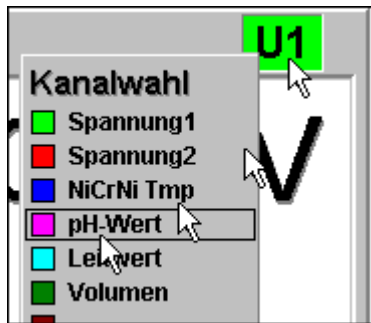 U1
Kanalwahl
Spannung1
Spannung2
NiCrNi Tmp
pH-Wert
Leitwert
Volumen
V